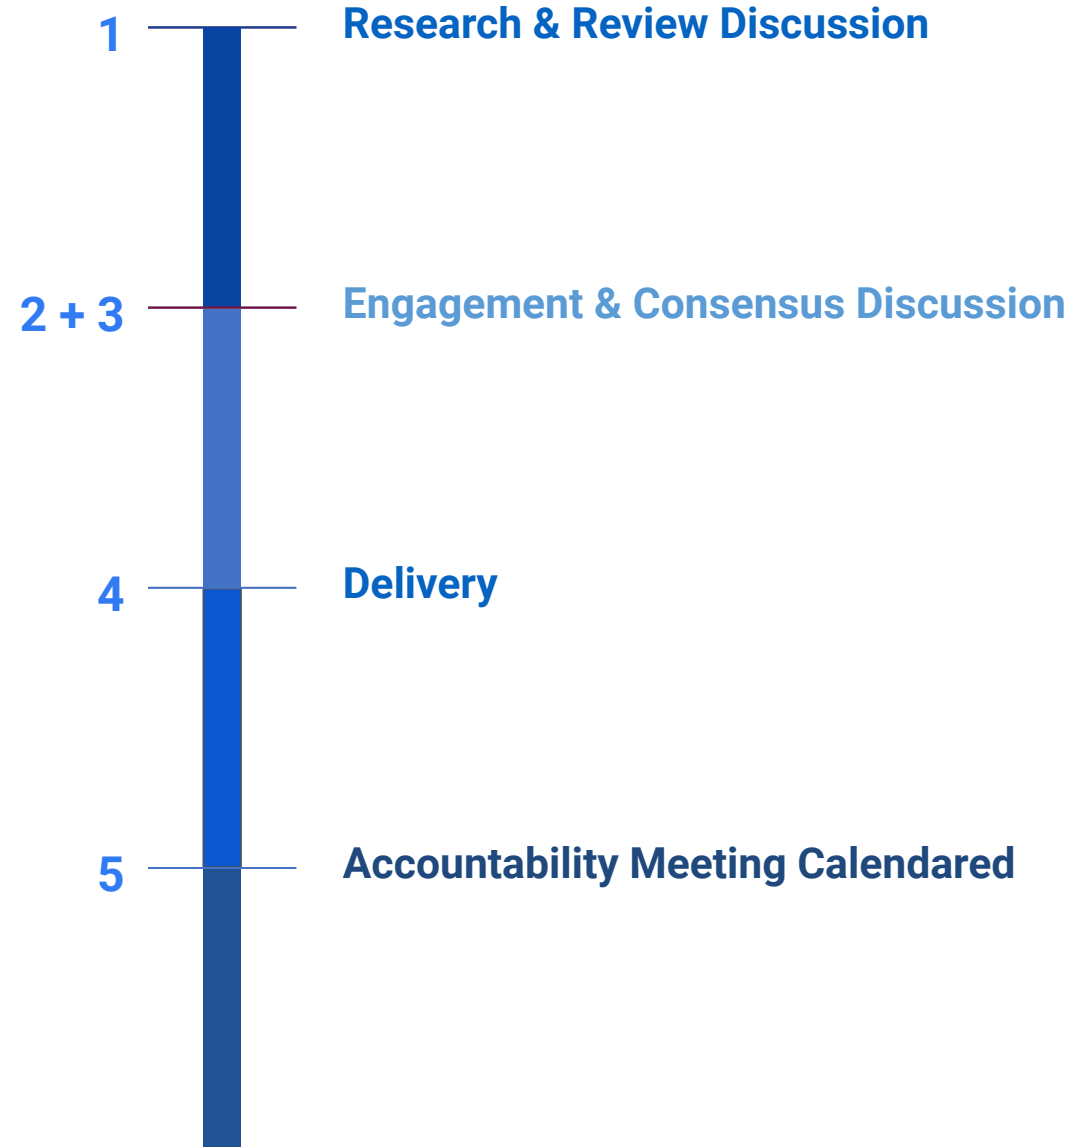 1 Research & Review Discussion
2 + 3 Engagement & Consensus Discussion
4 Delivery
5 Accountability Meeting Calendared